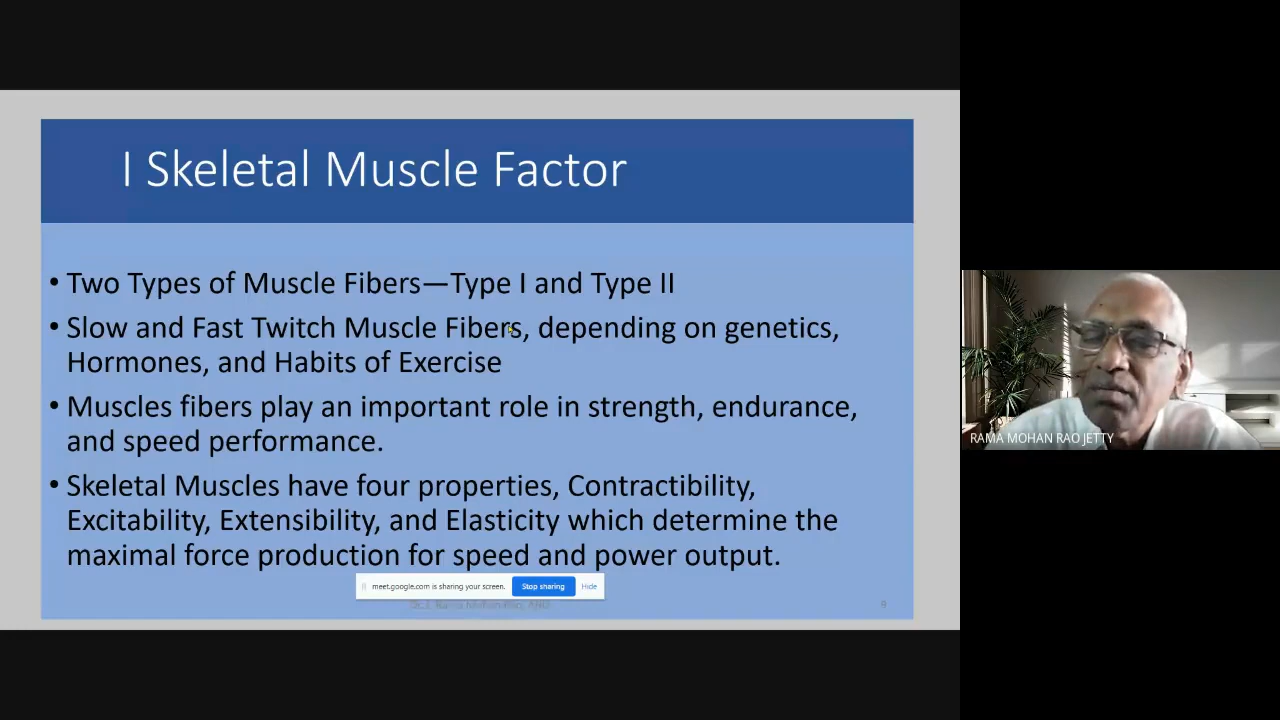 I Skeletal Muscle Factor
• Two Types of Muscle Fibers—Type I and Type II
• Slow and Fast Twitch Muscle Fibers, depending on genetics,
Hormones, and Habits of Exercise
• Muscles fibers play an important role in strength, endurance,
and speed performance.
• Skeletal Muscles have four properties, Contractibility,
Excitability, Extensibility, and Elasticity which determine the
maximal force production for speed and power output.
meet.google.com is sharing your screen. Stop sharing Hide
9
RAMA MOHAN RAO JETTY